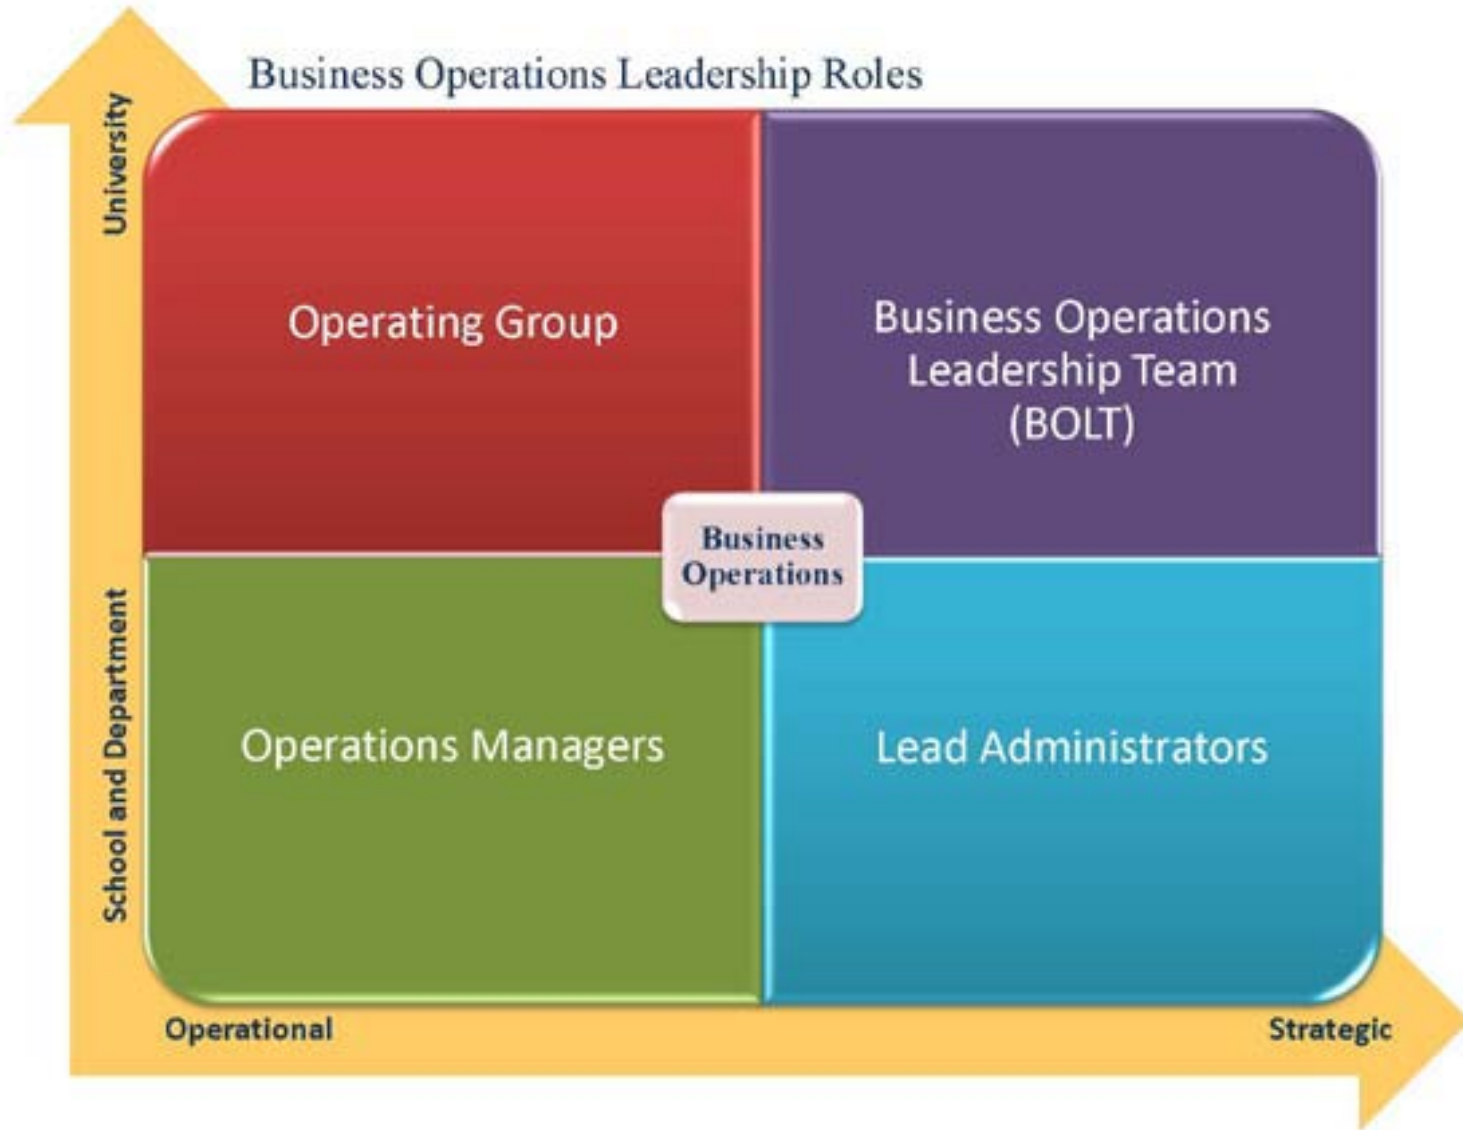 Business Operations Leadership Roles
University
Operating Group
Business Operations
Leadership Team
(BOLT)
Business
Operations
School and Department
Operations Managers
Lead Administrators
Operational
Strategic